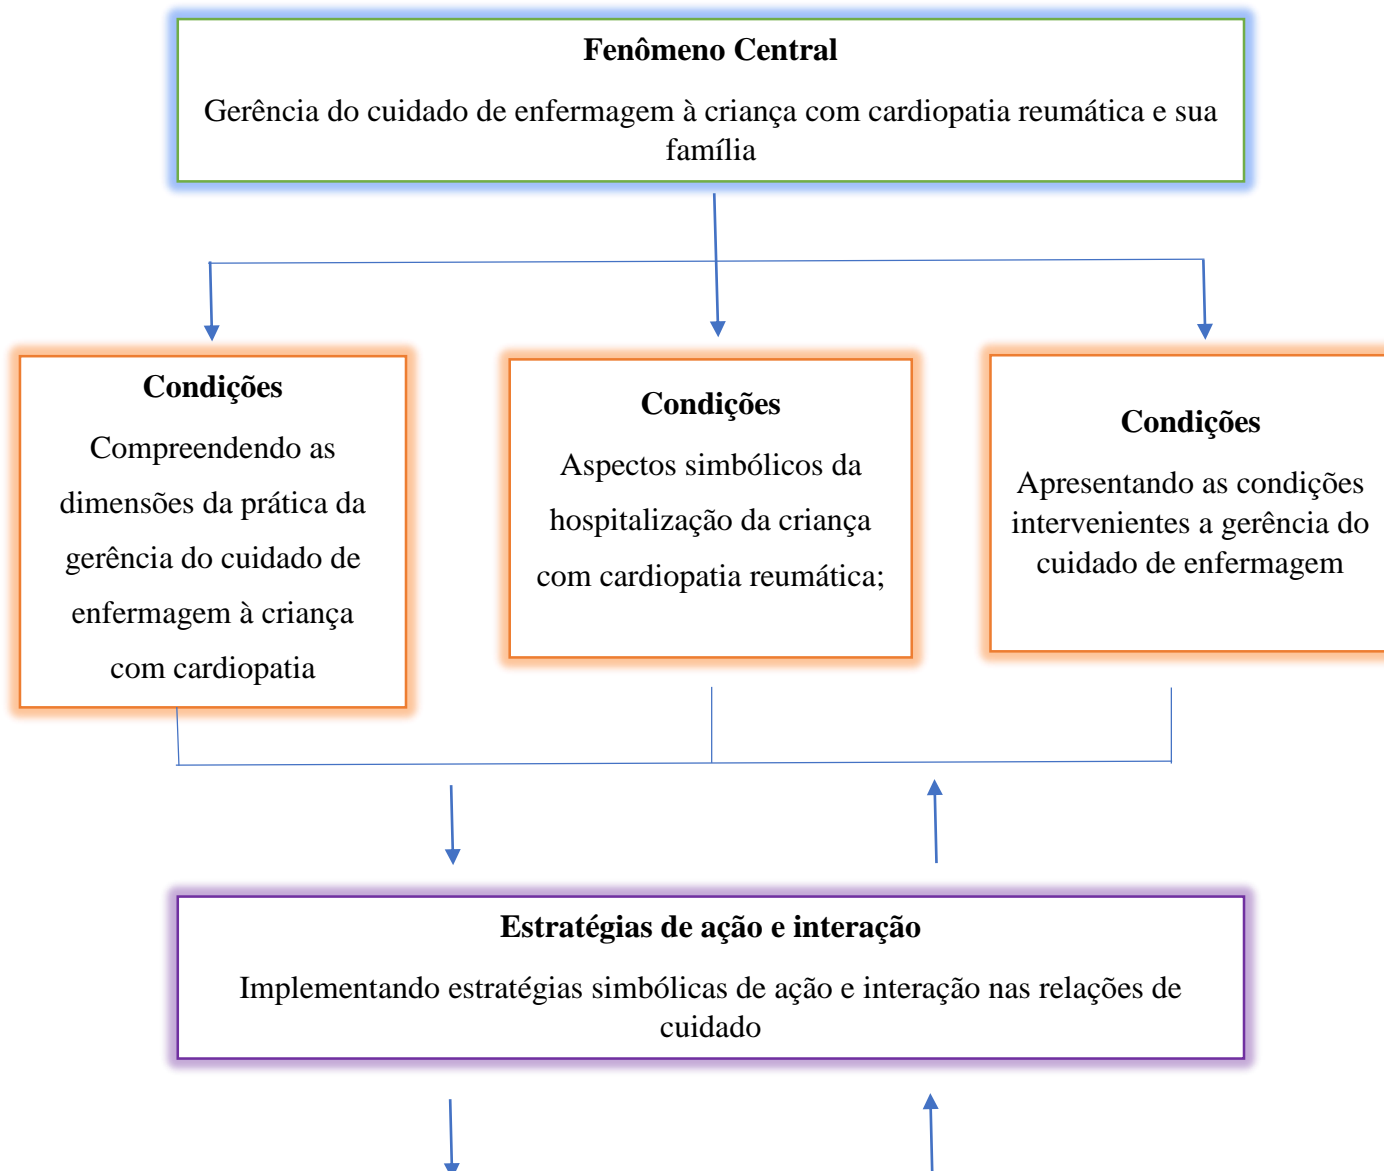 Fenômeno Central
Gerência do cuidado de enfermagem à criança com cardiopatia reumática e sua
família
Condições
Compreendendo as
dimensões da prática da
gerência do cuidado de
enfermagem à criança
com cardiopatia
Condições
Aspectos simbólicos da
hospitalização da criança
com cardiopatia reumática;
Condições
Apresentando as condições
intervenientes a gerência do
cuidado de enfermagem
Estratégias de ação e interação
Implementando estratégias simbólicas de ação e interação nas relações de
cuidado